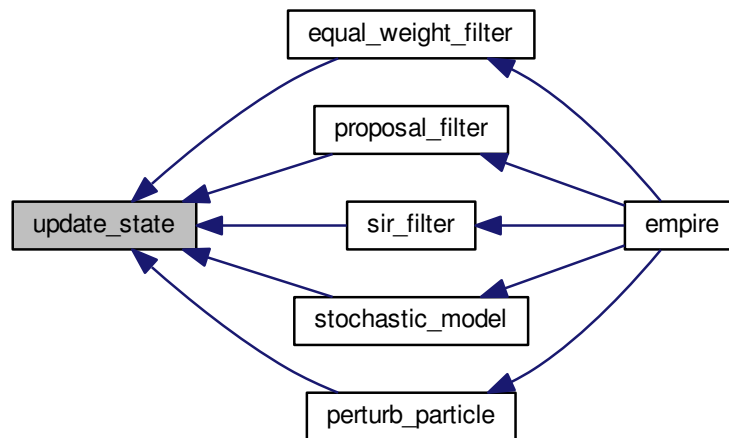 equal_weight_filter
proposal_filter
update_state
sir_filter
empire
stochastic_model
perturb_particle